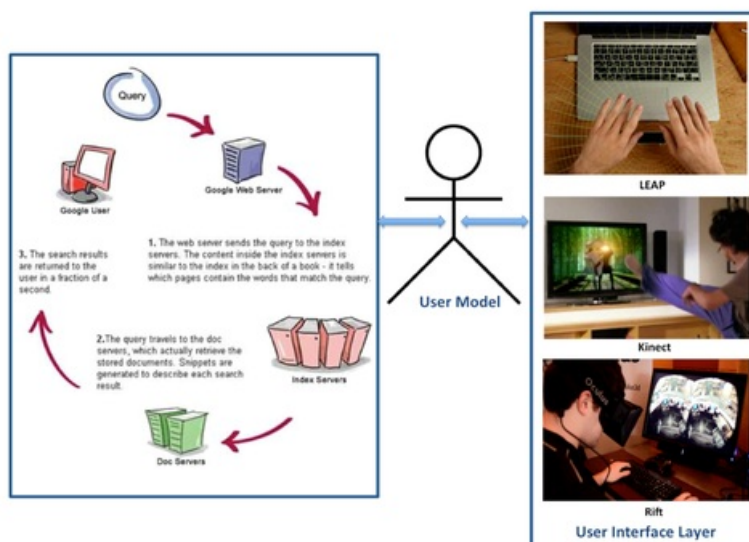 Query
Google Web Server
Google User
1. The web server sends the query to the index
servers. The content inside the index servers is
similar to the index in the back of a book - it tells
which pages contain the words that match the query.
3. The search results
are returned to the
user in a fraction of a
second.
2.The query travels to the doc
servers, which actually retrieve the
stored documents. Snippets are
generated to describe each search
result.
Index Servers
Doc Servers
User Model
LEAP
Kinect
Oculus
Rift
User Interface Layer